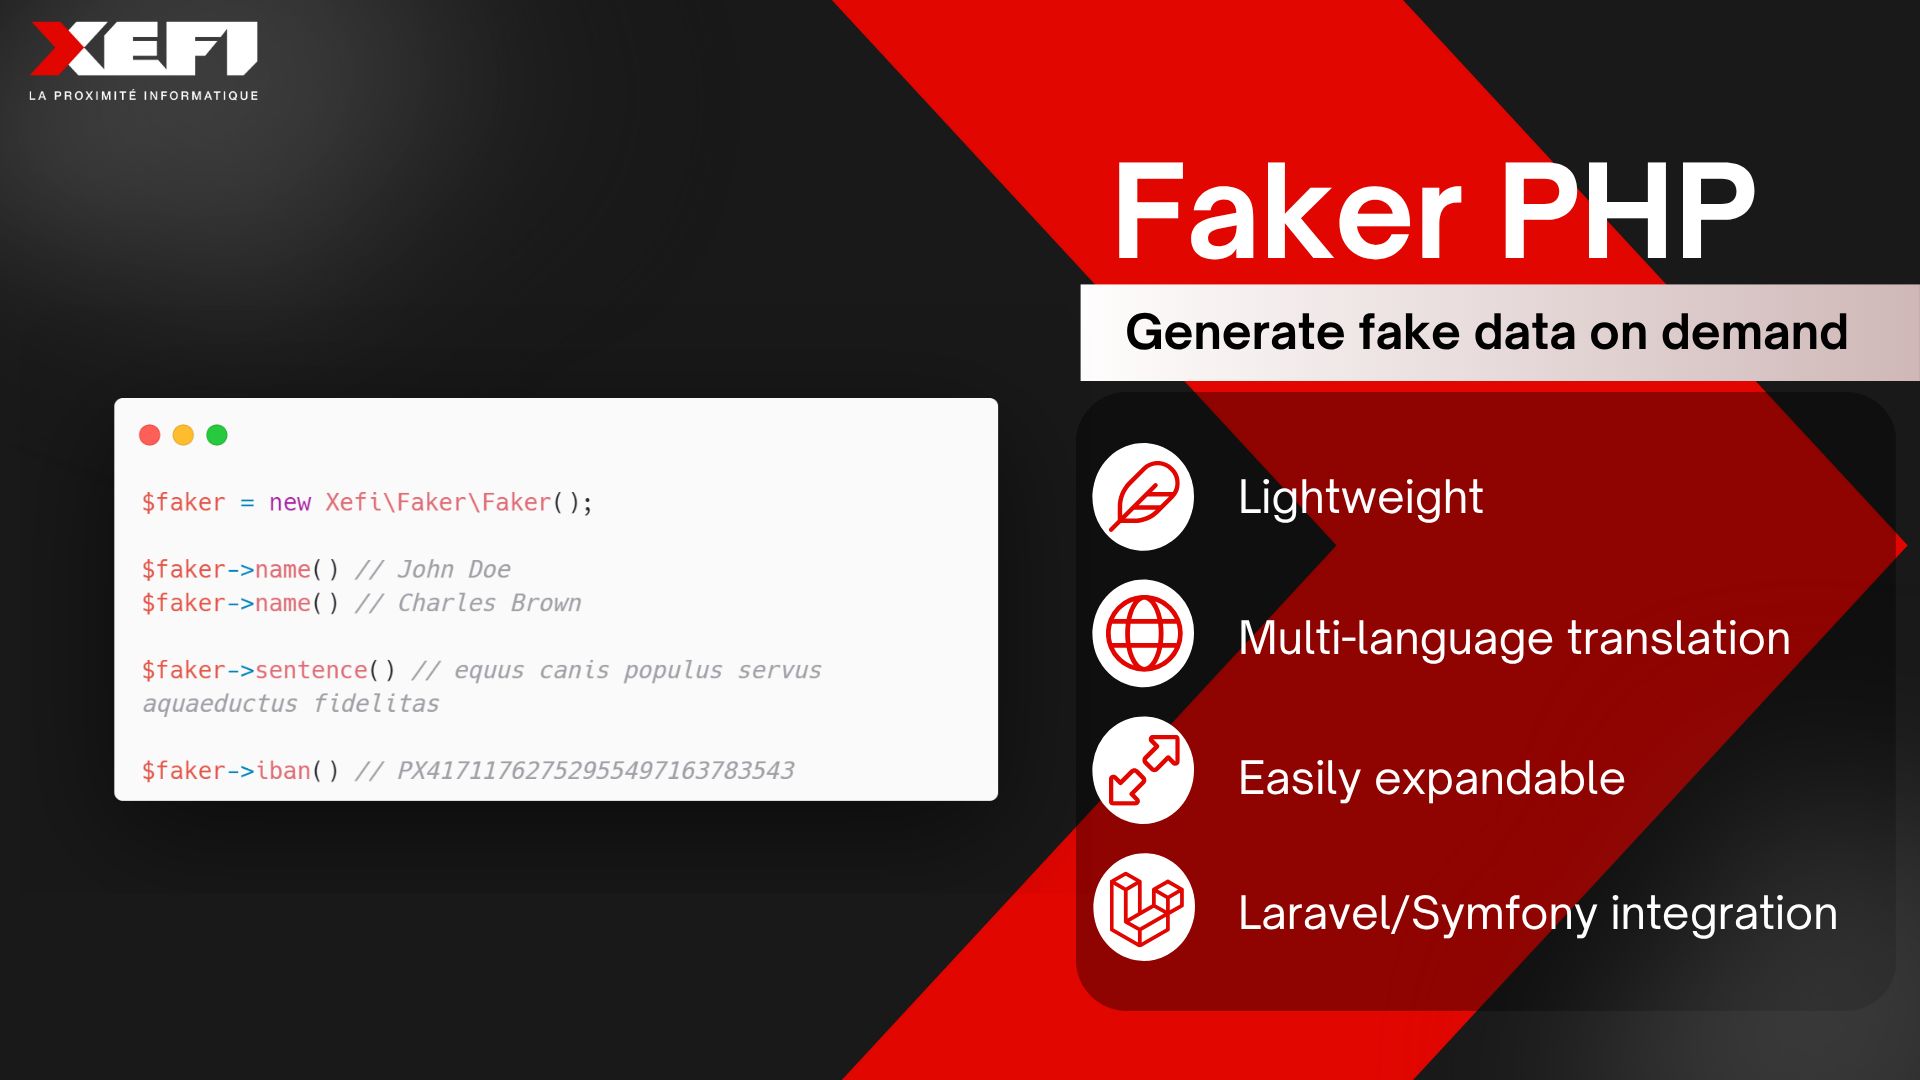 XEFI
LA PROXIMITÉ INFORMATIQUE
Faker PHP
Generate fake data on demand
$faker = new Xefi\Faker\Faker();
$faker->name() // John Doe
$faker->name() // Charles Brown
$faker->sentence() // equus canis populus servus
aquaeductus fidelitas
$faker->iban() // PX41711762752955497163783543
Lightweight
Multi-language translation
Easily expandable
Laravel/Symfony integration